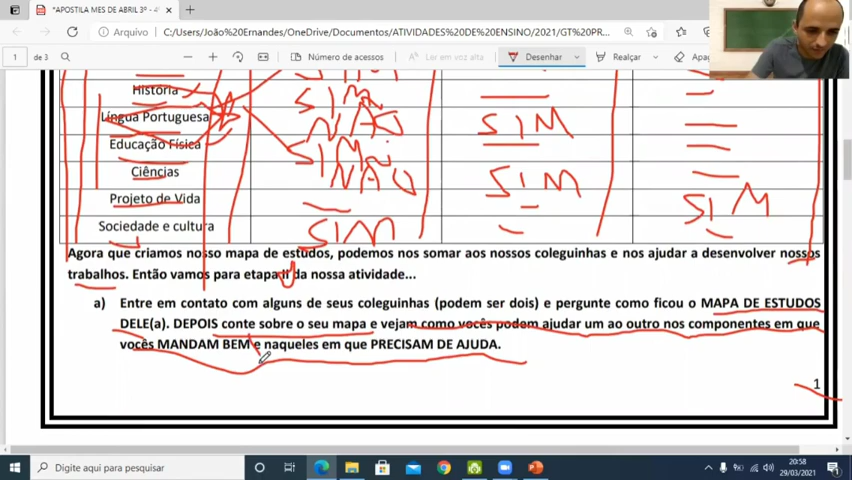 "APOSTILA MES DE ABRIL 3º - 4º
Arquivo
C:/Users/João%20Ernandes/OneDrive/Documentos/ATIVIDADES%20DE%20ENSINO/2021/GT%20PR...
1
de 3
Número de acessos
Ler em voz alta
Desenhar
Realçar
Apag
História
SIM
Língua Portuguesa
NAO
SIM
Educação Física
SIM
Ciências
NAO
SIM
Projeto de Vida
SIM
Sociedade e cultura
SIM
Agora que criamos nosso mapa de estudos, podemos nos somar aos nossos coleguinhas e nos ajudar a desenvolver nossos
trabalhos. Então vamos para etapa II da nossa atividade...
a) Entre em contato com alguns de seus coleguinhas (podem ser dois) e pergunte como ficou o MAPA DE ESTUDOS
DELE(a). DEPOIS conte sobre o seu mapa e vejam como vocês podem ajudar um ao outro nos componentes em que
vocês MANDAM BEM e naqueles em que PRECISAM DE AJUDA.
1
Digite aqui para pesquisar
20:58
29/03/2021